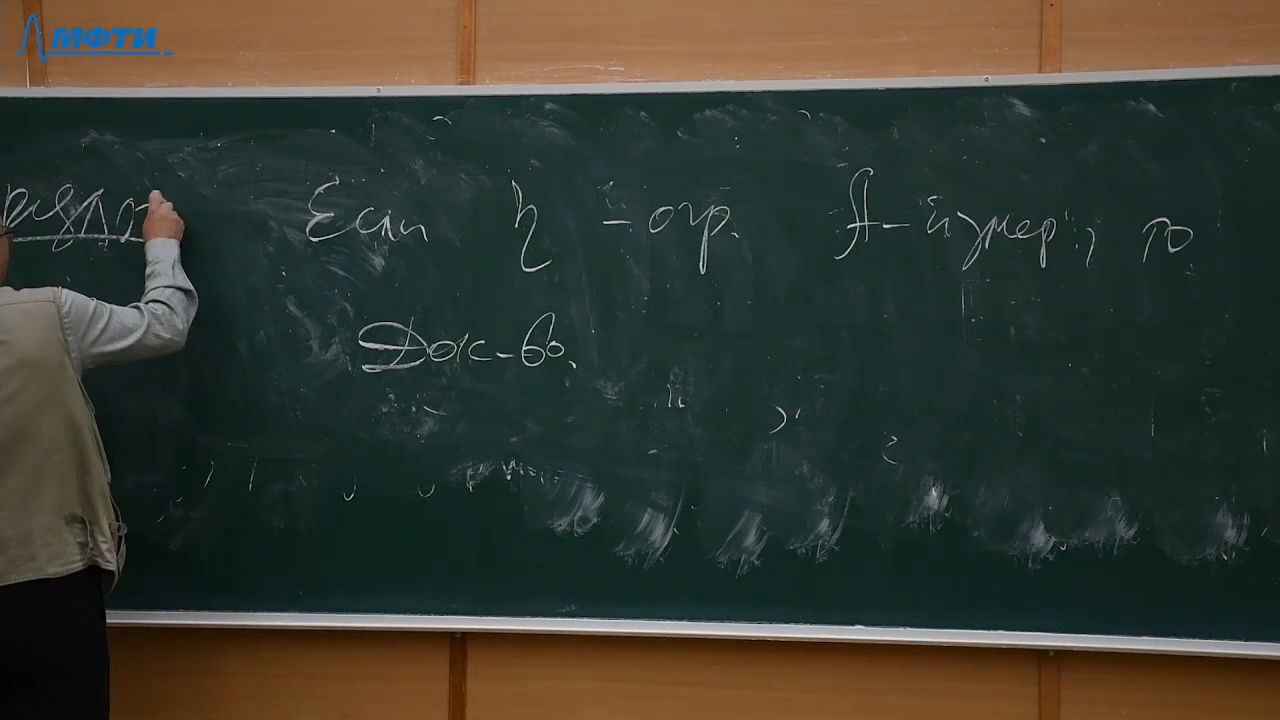 МФТИ
Если η - огр. A-измер., то
Док-во.